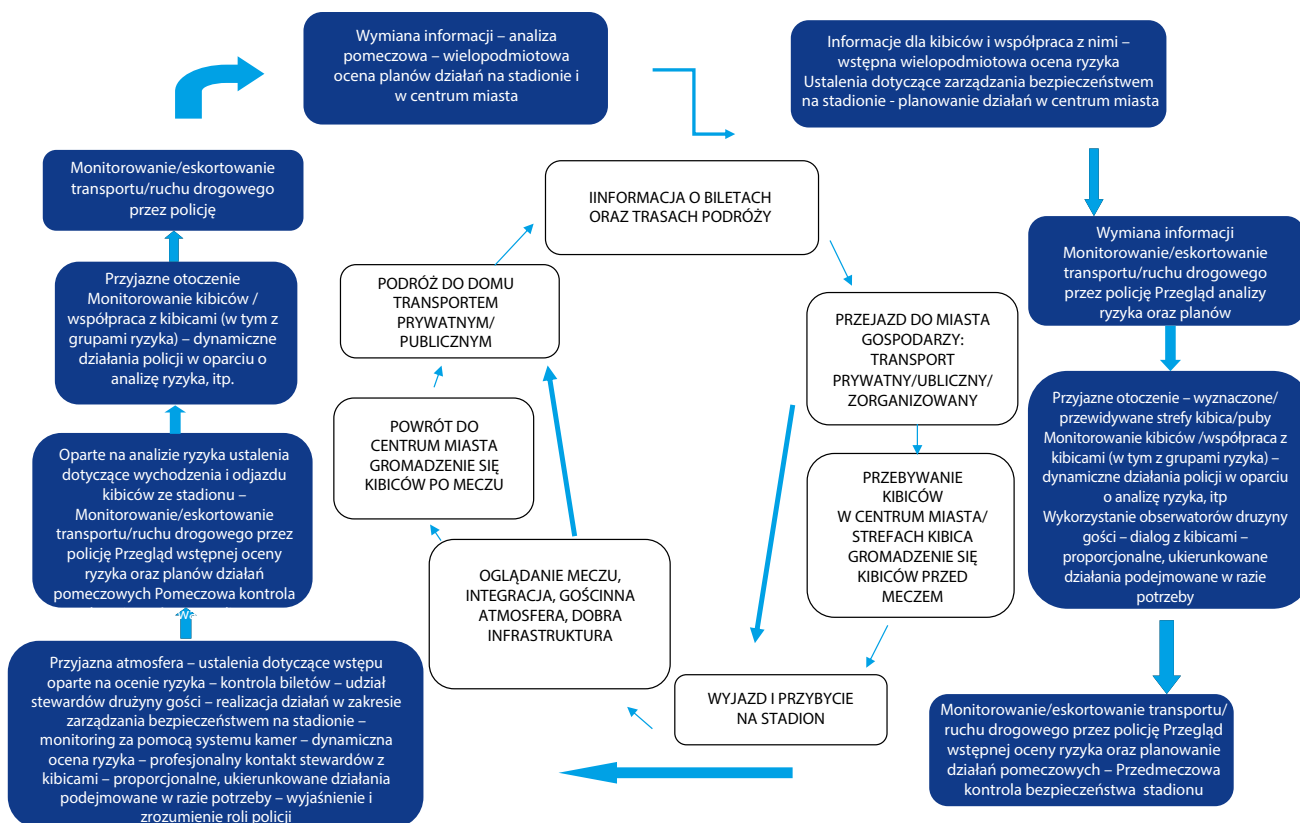 Wymiana informacji – analiza
pomeczowa – wielopodmiotowa
ocena planów działań na stadionie i
w centrum miasta
Informacje dla kibiców i współpraca z nimi –
wstępna wielopodmiotowa ocena ryzyka
Ustalenia dotyczące zarządzania bezpieczeństwem
na stadionie - planowanie działań w centrum miasta
Monitorowanie/eskortowanie
transportu/ruchu drogowego
przez policję
IINFORMACJA O BILETACH
ORAZ TRASACH PODRÓŻY
Wymiana informacji
Monitorowanie/eskortowanie
transportu/ruchu drogowego
przez policję Przegląd analizy
ryzyka oraz planów
Przyjazne otoczenie
Monitorowanie kibiców /
współpraca z kibicami (w tym z
grupami ryzyka) – dynamiczne
działania policji w oparciu o
analizę ryzyka, itp.
PODRÓŻ DO DOMU
TRANSPORTEM
PRYWATNYM/
PUBLICZNYM
PRZEJAZD DO MIASTA
GOSPODARZY:
TRANSPORT
PRYWATNY/UBLICZNY/
ZORGANIZOWANY
Przyjazne otoczenie – wyznaczone/
przewidywane strefy kibica/puby
Monitorowanie kibiców /współpraca z
kibicami (w tym z grupami ryzyka) –
dynamiczne działania policji w oparciu
o analizę ryzyka, itp
Wykorzystanie obserwatorów druzyny
gości – dialog z kibicami –
proporcjonalne, ukierunkowane
działania podejmowane w razie
potrzeby
POWRÓT DO
CENTRUM MIASTA
GROMADZENIE SIĘ
KIBICÓW PO MECZU
Oparte na analizie ryzyka ustalenia
dotyczące wychodzenia i odjazdu
kibiców ze stadionu –
Monitorowanie/eskortowanie
transportu/ruchu drogowego przez
policję Przegląd wstępnej oceny
ryzyka oraz planów działań
pomeczowych Pomeczowa kontrola
PRZEBYWANIE
KIBICÓW
W CENTRUM MIASTA/
STREFACH KIBICA
GROMADZENIE SIĘ
KIBICÓW PRZED
MECZEM
OGLĄDANIE MECZU,
INTEGRACJA, GOŚCINNA
ATMOSFERA, DOBRA
INFRASTRUKTURA
Przyjazna atmosfera – ustalenia dotyczące wstępu
oparte na ocenie ryzyka – kontrola biletów – udział
stewardów drużyny gości – realizacja działań w zakresie
zarządzania bezpieczeństwem na stadionie –
monitoring za pomocą systemu kamer – dynamiczna
ocena ryzyka – profesjonalny kontakt stewardów z
kibicami – proporcjonalne, ukierunkowane działania
podejmowane w razie potrzeby – wyjaśnienie i
zrozumienie roli policji
WYJAZD I PRZYBYCIE
NA STADION
Monitorowanie/eskortowanie transportu/
ruchu drogowego przez policję Przegląd
wstępnej oceny ryzyka oraz planowanie
działań pomeczowych – Przedmeczowa
kontrola bezpieczeństwa stadionu